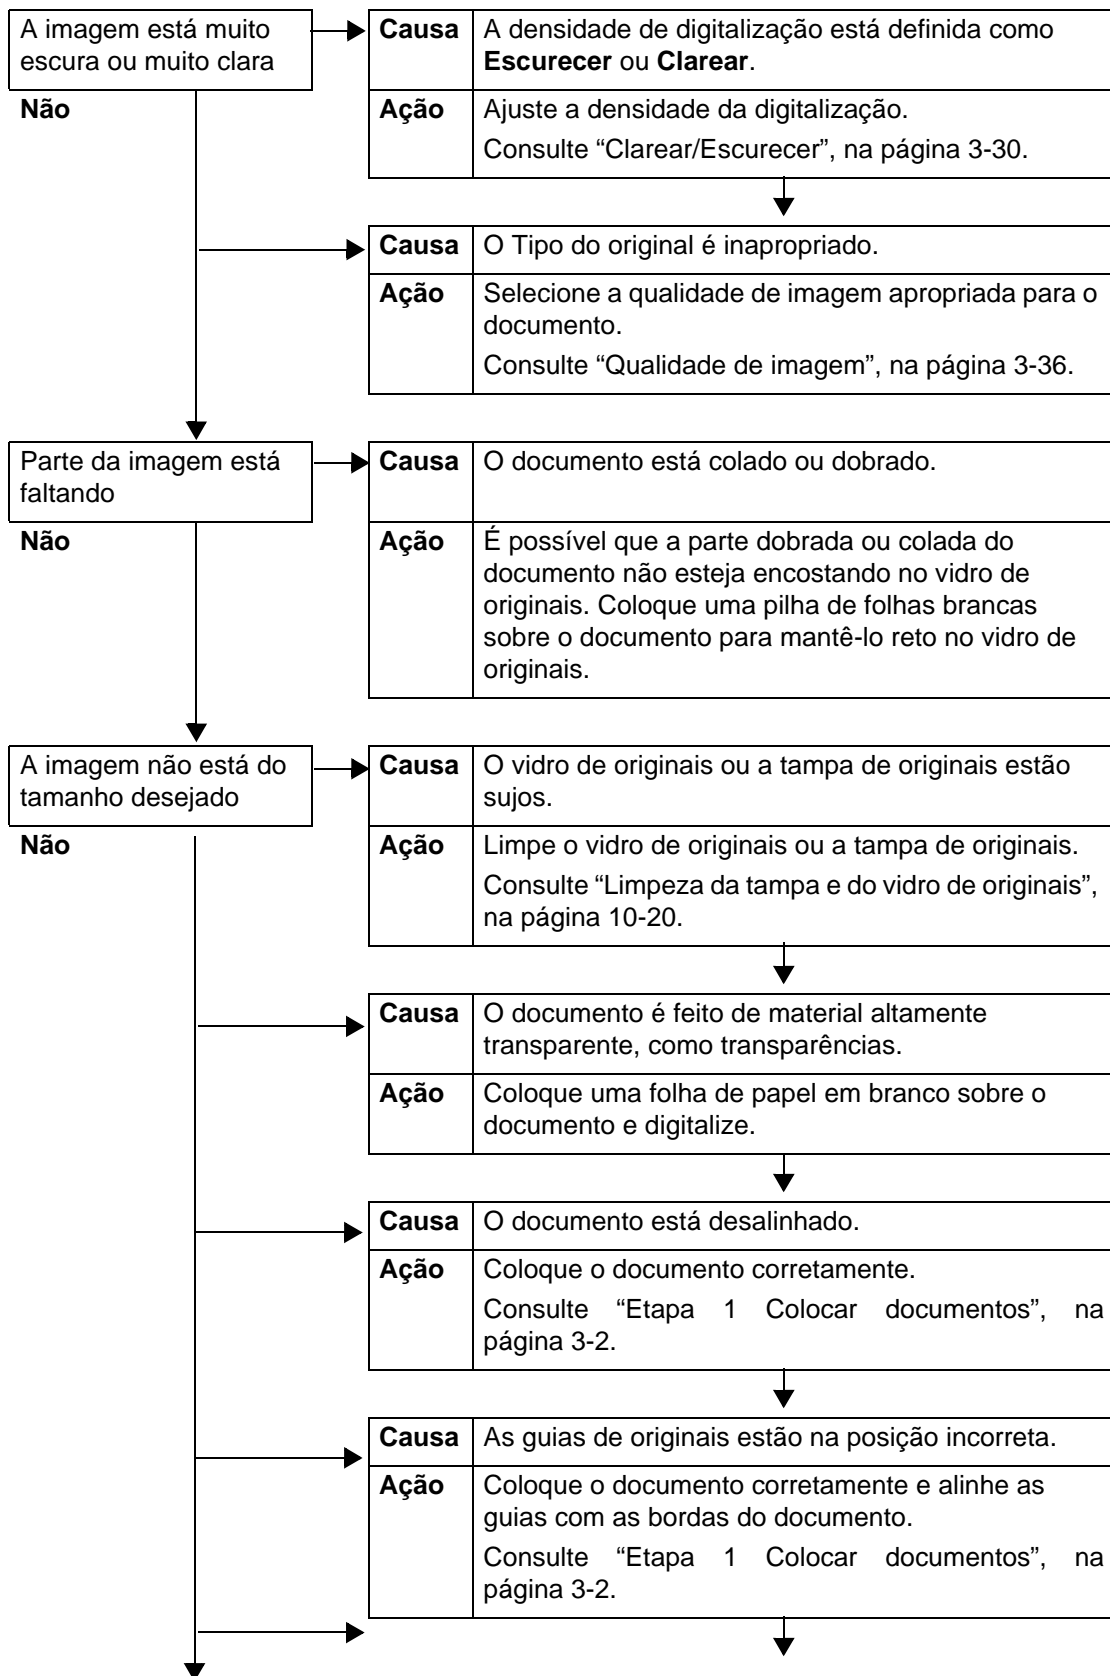 A imagem está muito
escura ou muito clara
Causa
A densidade de digitalização está definida como
Escurecer ou Clarear.
Não
Ação
Ajuste a densidade da digitalização.
Consulte “Clarear/Escurecer”, na página 3-30.
Causa
O Tipo do original é inapropriado.
Ação
Selecione a qualidade de imagem apropriada para o
documento.
Consulte “Qualidade de imagem”, na página 3-36.
Parte da imagem está
faltando
Causa
O documento está colado ou dobrado.
Não
Ação
É possível que a parte dobrada ou colada do
documento não esteja encostando no vidro de
originais. Coloque uma pilha de folhas brancas
sobre o documento para mantê-lo reto no vidro de
originais.
A imagem não está do
tamanho desejado
Causa
O vidro de originais ou a tampa de originais estão
sujos.
Não
Ação
Limpe o vidro de originais ou a tampa de originais.
Consulte “Limpeza da tampa e do vidro de originais”,
na página 10-20.
Causa
O documento é feito de material altamente
transparente, como transparências.
Ação
Coloque uma folha de papel em branco sobre o
documento e digitalize.
Causa
O documento está desalinhado.
Ação
Coloque o documento corretamente.
Consulte “Etapa 1 Colocar documentos”, na
página 3-2.
Causa
As guias de originais estão na posição incorreta.
Ação
Coloque o documento corretamente e alinhe as
guias com as bordas do documento.
Consulte “Etapa 1 Colocar documentos”, na
página 3-2.